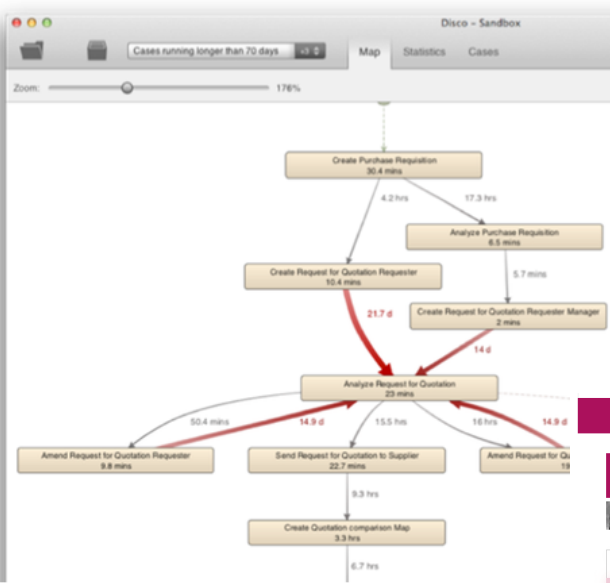 Disco - Sandbox
Cases running longer than 70 days
Map
Statistics
Cases
Zoom:
176%
Create Purchase Requisition
30.4 mins
4.2 hrs
17.3 hrs
Analyze Purchase Requisition
6.5 mins
Create Request for Quotation Requester
10.4 mins
5.7 mins
21.7 d
Create Request for Quotation Requester Manager
2 mins
14 d
Analyze Request for Quotation
23 mins
50.4 mins
14.9 d
15.5 hrs
16 hrs
14.9 d
Amend Request for Quotation Requester
9.8 mins
Send Request for Quotation to Supplier
22.7 mins
Amend Request for
19
9.3 hrs
Create Quotation comparison Map
3.3 hrs
6.7 hrs